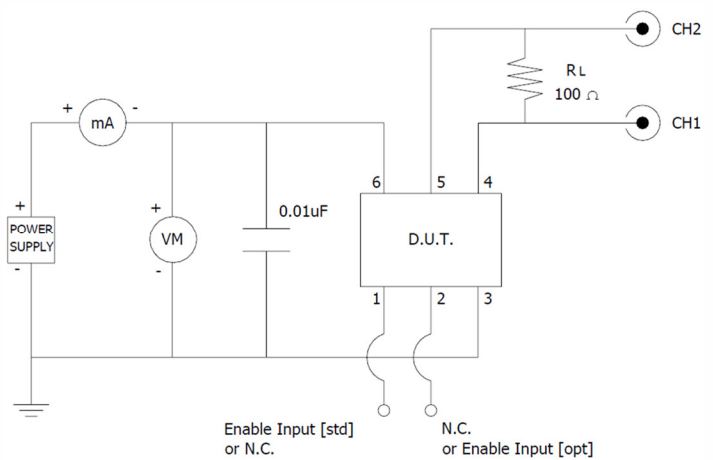 CH2
RL
100 Ω
CH1
+ mA -
6 5 4
+
POWER
SUPPLY
-
+
VM
-
0.01uF
D.U.T.
1 2 3
Enable Input [std]
or N.C.
N.C.
or Enable Input [opt]